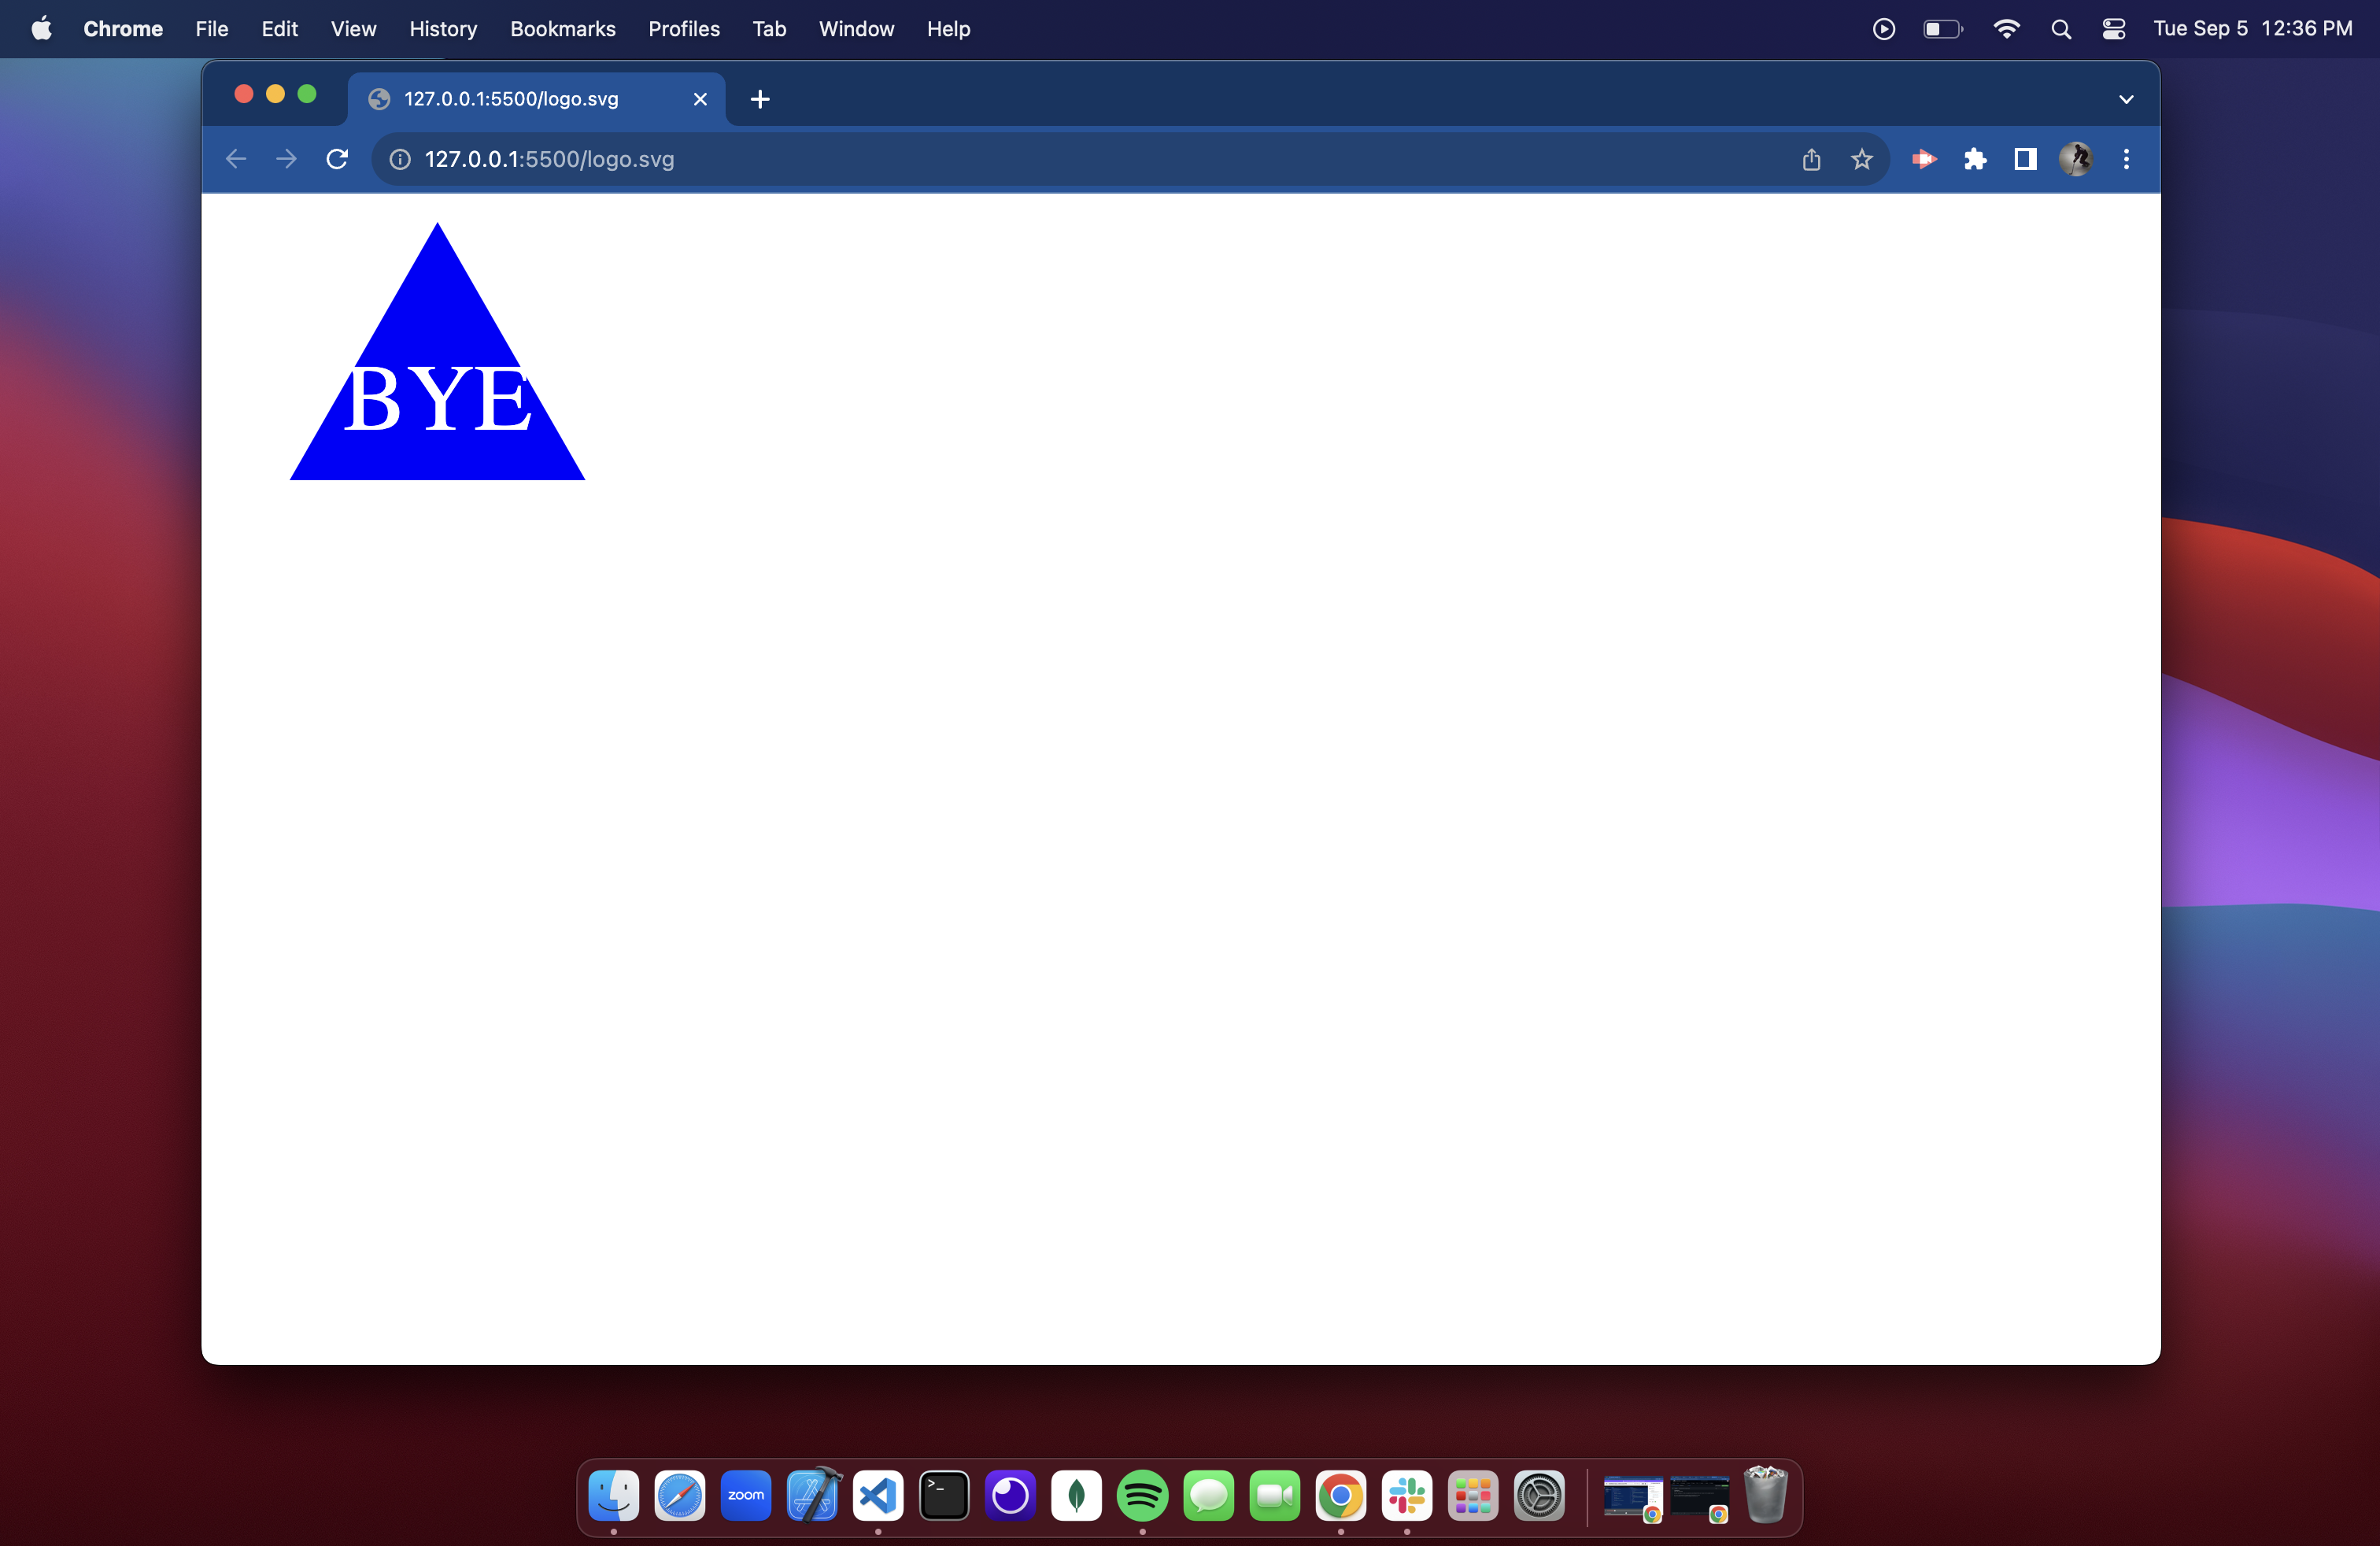 Chrome File Edit View History Bookmarks Profiles Tab Window Help Tue Sep 5 12:36 PM
127.0.0.1:5500/logo.svg
127.0.0.1:5500/logo.svg
BYE
zoom
>_